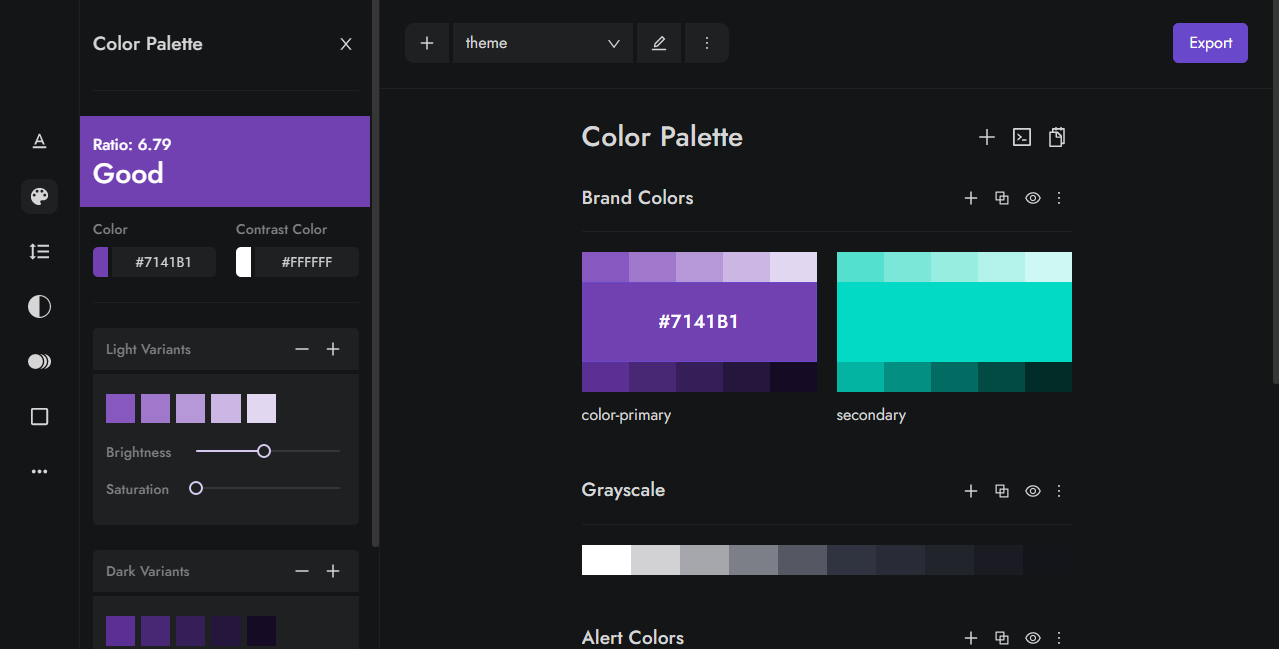 Color Palette
theme
Export
Ratio: 6.79
Good
Color
Contrast Color
#7141B1
#FFFFFF
Light Variants
Brightness
Saturation
Dark Variants
Color Palette
Brand Colors
#7141B1
color-primary
secondary
Grayscale
Alert Colors